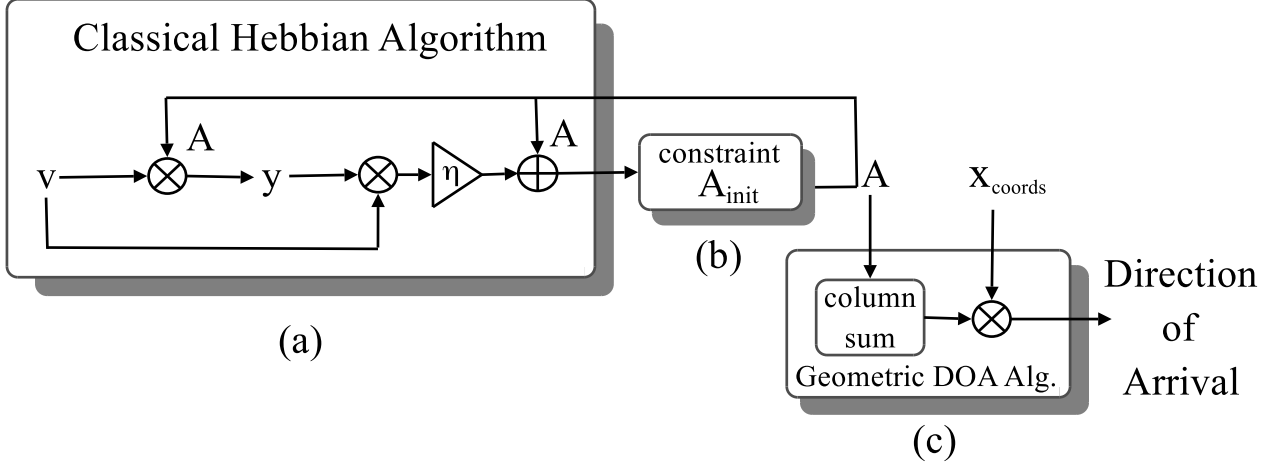 Classical Hebbian Algorithm
A
A
v
y
η
constraint
A_init
A
x_coords
(b)
column
sum
Geometric DOA Alg.
Direction
of
Arrival
(a)
(c)